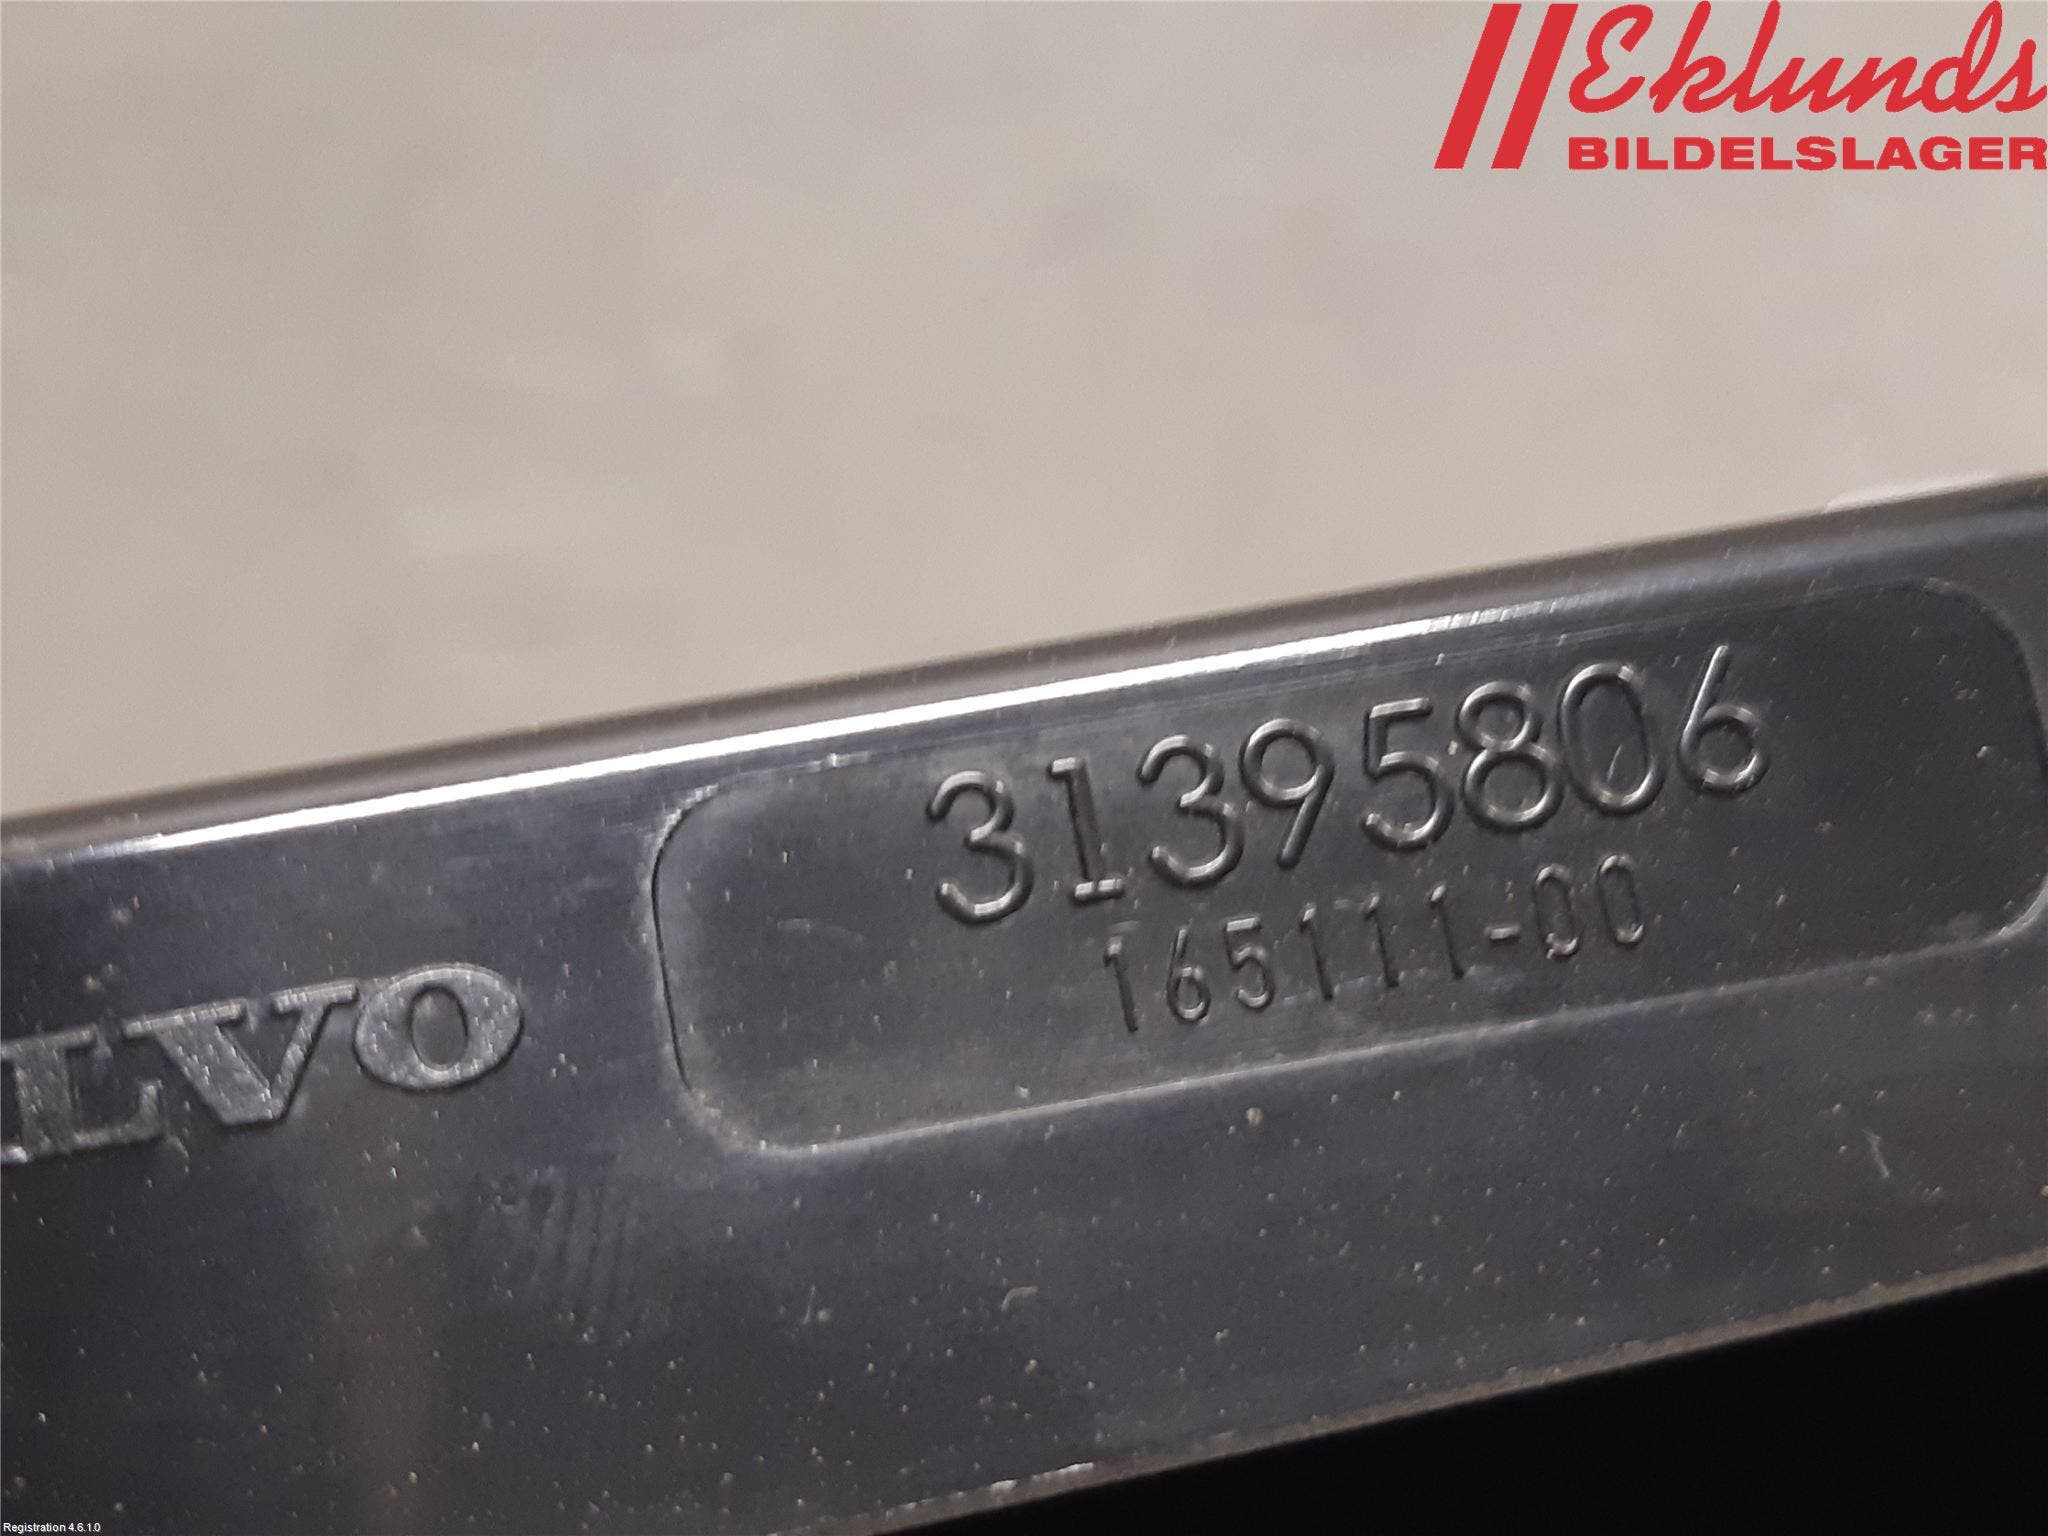 Eklunds
BILDELSLAGER
31395806
165111-00
LVO
Registration 4.6.1.0